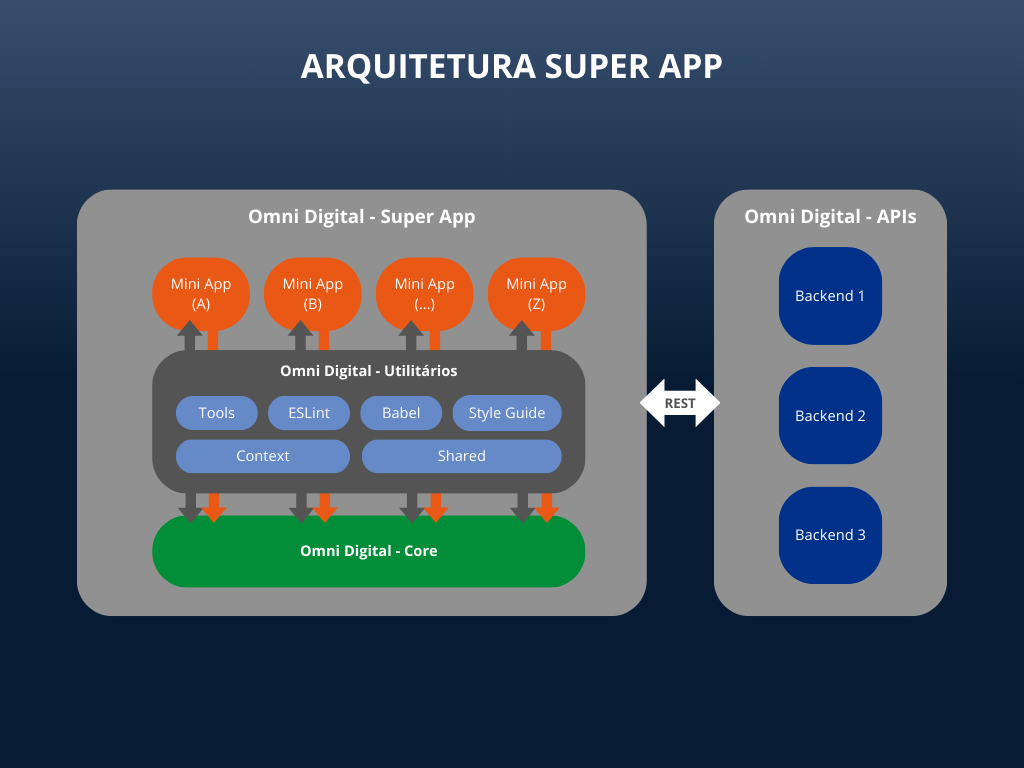 ARQUITETURA SUPER APP
Omni Digital - Super App
Mini App
(A)
Mini App
(B)
Mini App
(...)
Mini App
(Z)
Omni Digital - Utilitários
Tools
ESLint
Babel
Style Guide
Context
Shared
Omni Digital - Core
REST
Omni Digital - APIs
Backend 1
Backend 2
Backend 3